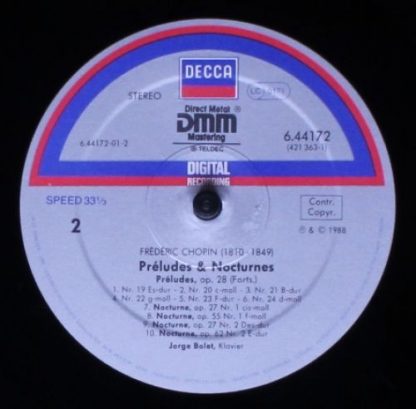 DECCA
STEREO
LC 0171
Direct Metal
DMM
Mastering
® TELDEC
6.44172-01-2
6.44172
(421 363-1)
DIGITAL
RECORDING
SPEED 33⅓
2
Contr.
Copyr.
℗ & © 1988
FRÉDÉRIC CHOPIN (1810-1849)
Préludes & Nocturnes
Préludes, op. 28 (Forts.)
1. Nr. 19 Es-dur - 2. Nr. 20 c-moll - 3. Nr. 21 B-dur
4. Nr. 22 g-moll - 5. Nr. 23 F-dur - 6. Nr. 24 d-moll
7. Nocturne, op. 27 Nr. 1 cis-moll
8. Nocturne, op. 55 Nr. 1 f-moll
9. Nocturne, op. 27 Nr. 2 Des-dur
10. Nocturne, op. 62 Nr. 2 E-dur
Jorge Bolet, Klavier